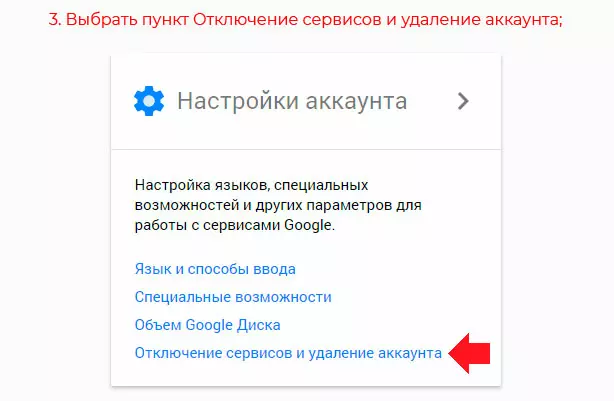 3. Выбрать пункт Отключение сервисов и удаление аккаунта;
Настройки аккаунта
Настройка языков, специальных
возможностей и других параметров для
работы с сервисами Google.
Язык и способы ввода
Специальные возможности
Объем Google Диска
Отключение сервисов и удаление аккаунта